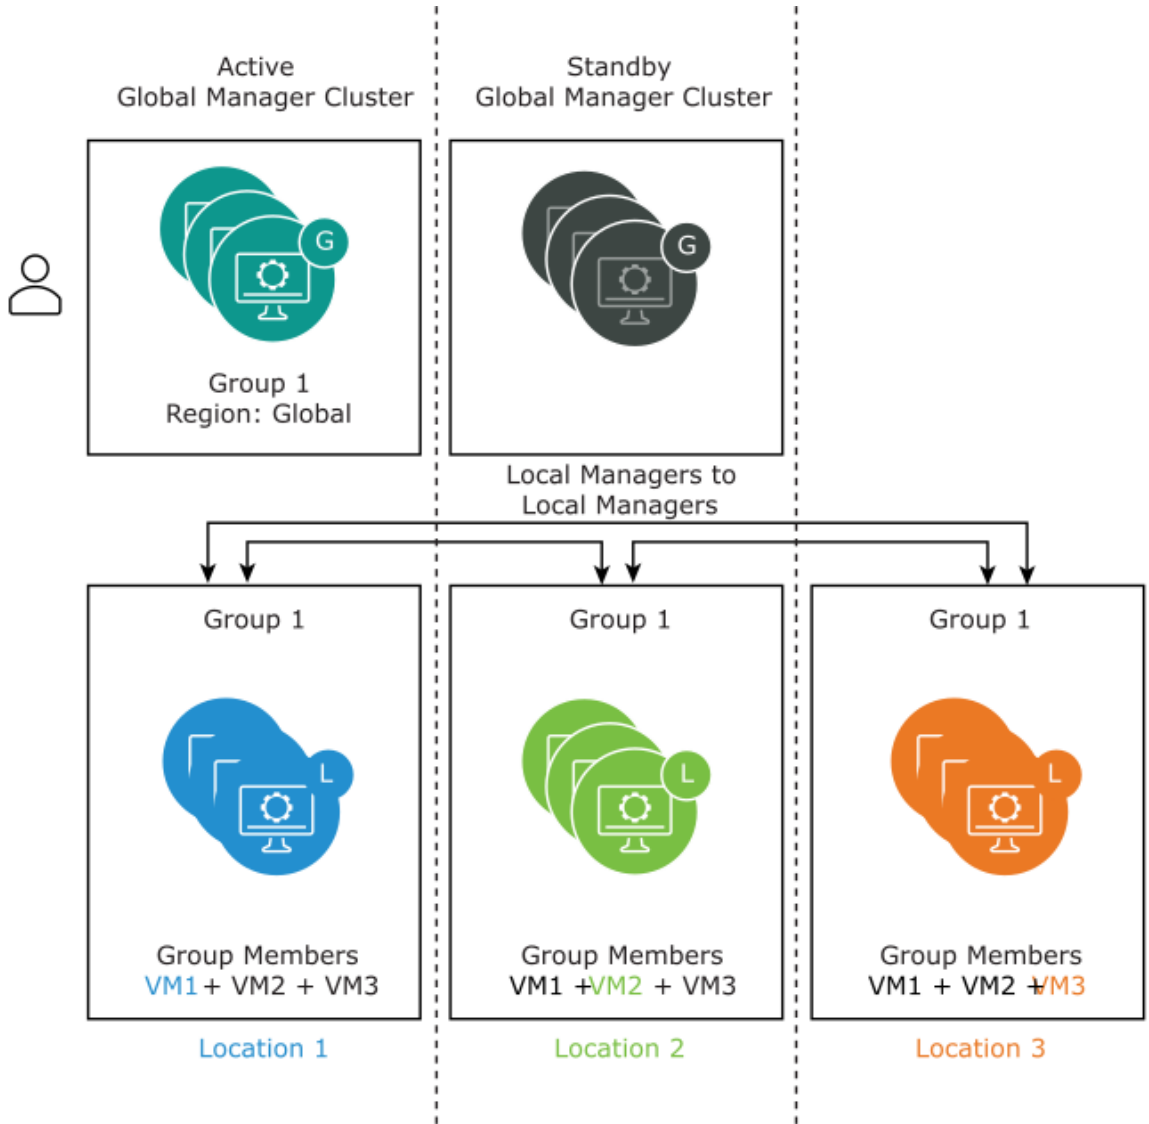 Active
Global Manager Cluster
Standby
Global Manager Cluster
G
G
Group 1
Region: Global
Local Managers to
Local Managers
Group 1
Group 1
Group 1
L
L
L
Group Members
VM1 + VM2 + VM3
Group Members
VM1 + VM2 + VM3
Group Members
VM1 + VM2 + VM3
Location 1
Location 2
Location 3